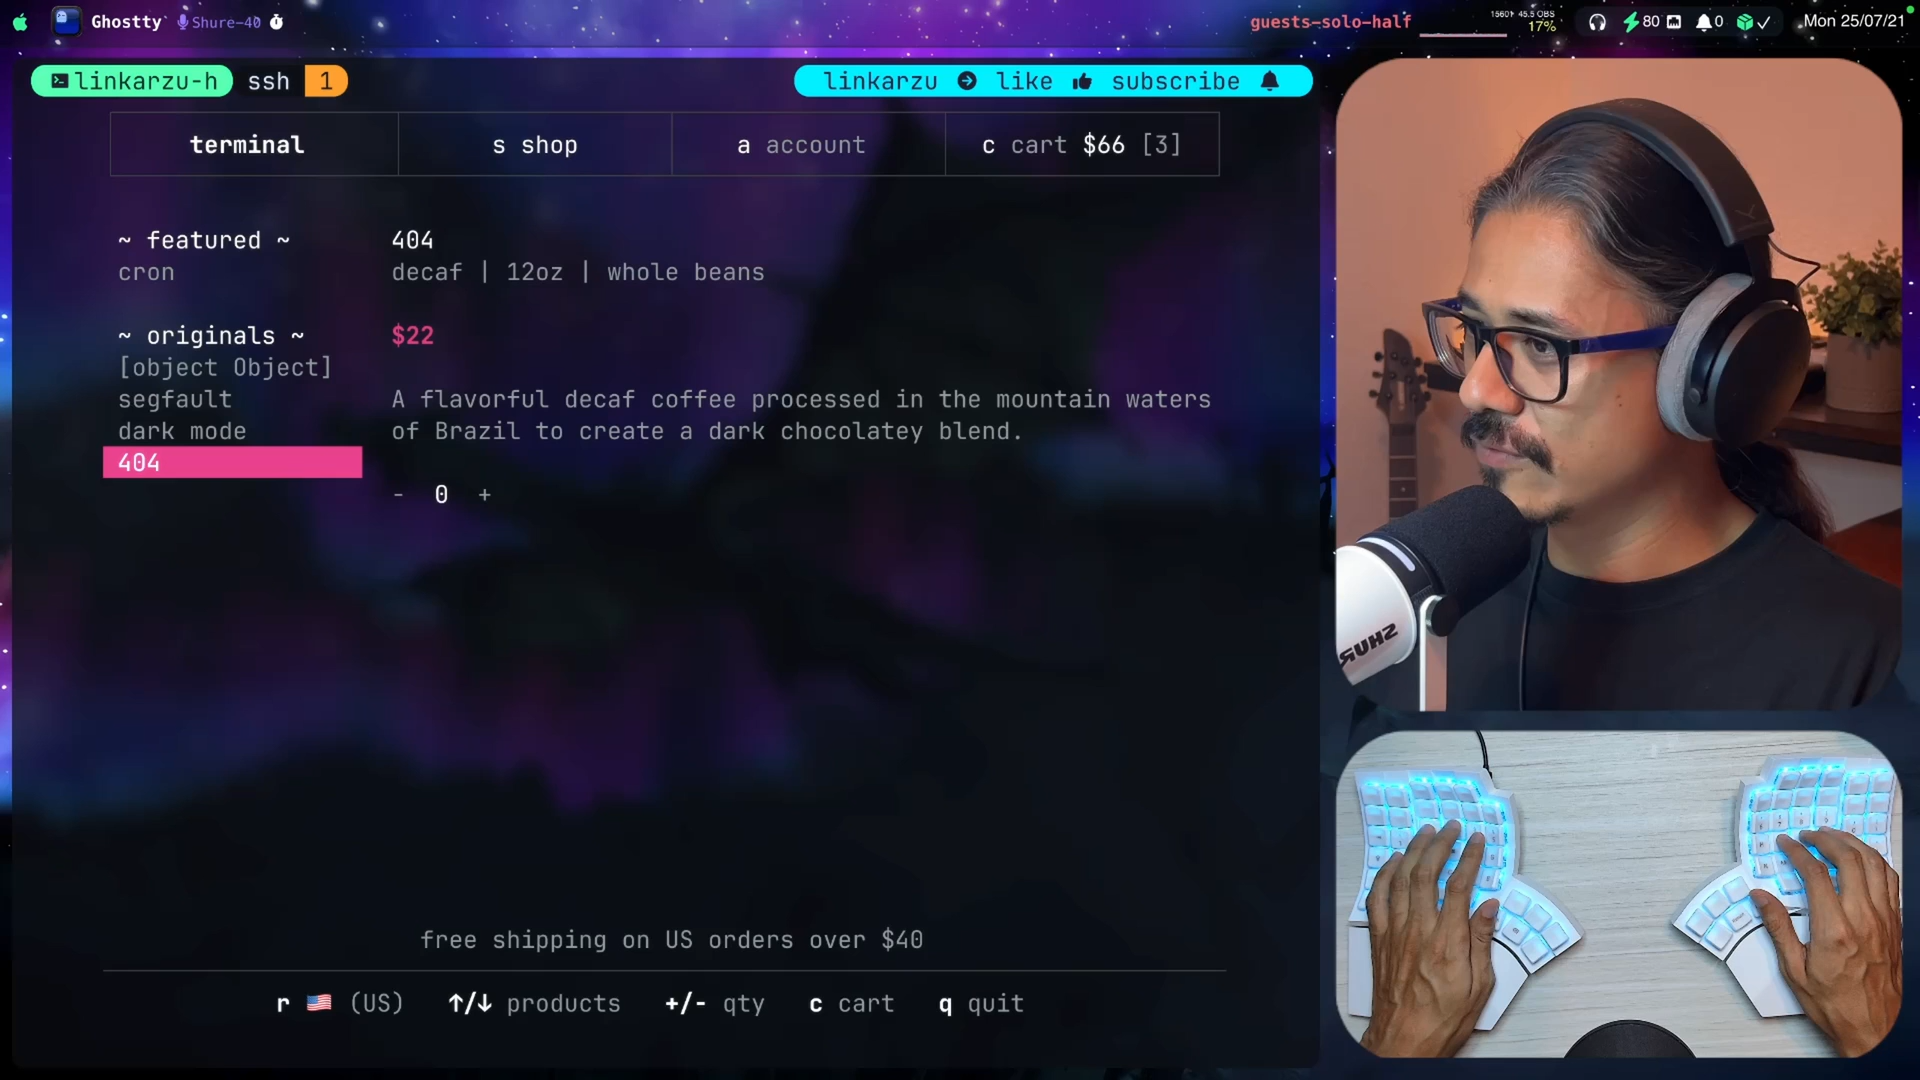 Ghostty Shure-40
guests-solo-half
45.5 OBS
17%
80
0
Mon 25/07/21
linkarzu-h ssh 1
linkarzu like subscribe
terminal
s shop
a account
c cart $66 [3]
~ featured ~
cron
~ originals ~
[object Object]
segfault
dark mode
404
404
decaf | 12oz | whole beans
$22
A flavorful decaf coffee processed in the mountain waters
of Brazil to create a dark chocolatey blend.
- 0 +
free shipping on US orders over $40
r 🇺🇸 (US) ↑/↓ products +/- qty c cart q quit
SHURE